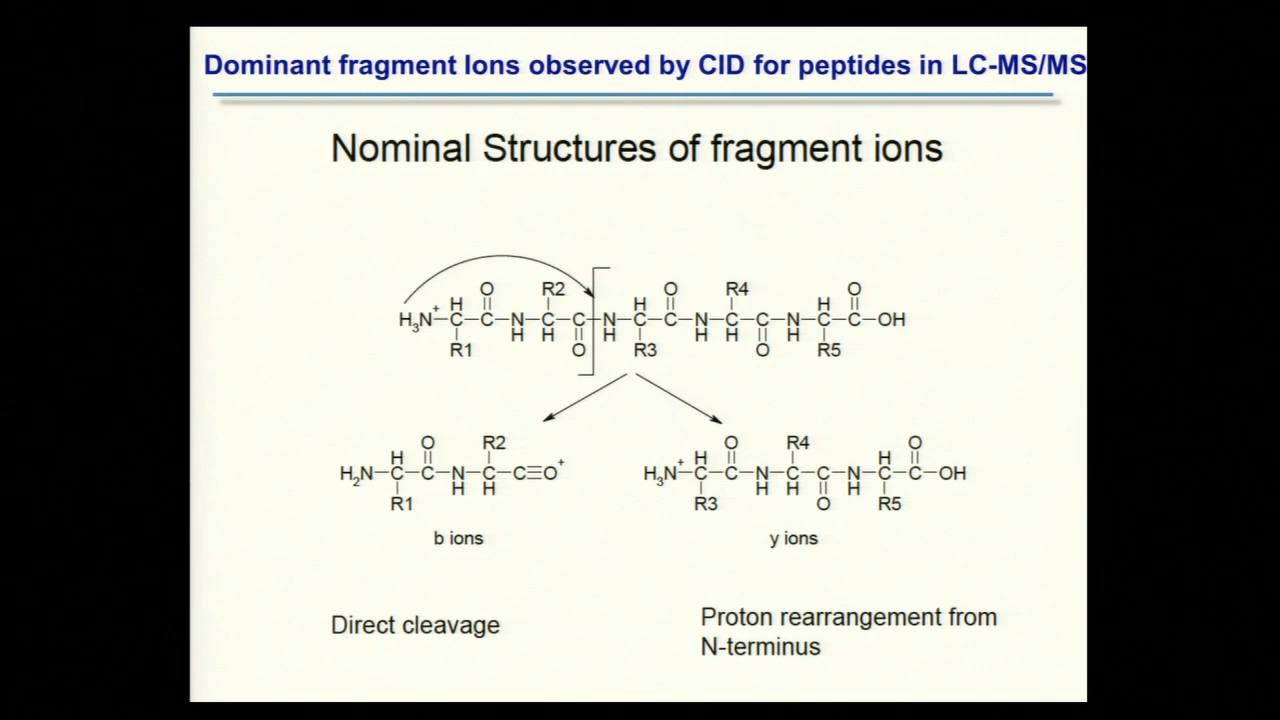 Dominant fragment Ions observed by CID for peptides in LC-MS/MS
Nominal Structures of fragment ions
O R2 O R4 O
H H H
H3N+ C C N C C N C C N C C N C C OH
H H H H H H
R1 O R3 O R5
O R2 O R4 O
H H H
H2N C C N C C≡O+ H3N+ C C N C C N C C OH
H H H H H
R1 R3 O R5
b ions y ions
Direct cleavage
Proton rearrangement from
N-terminus